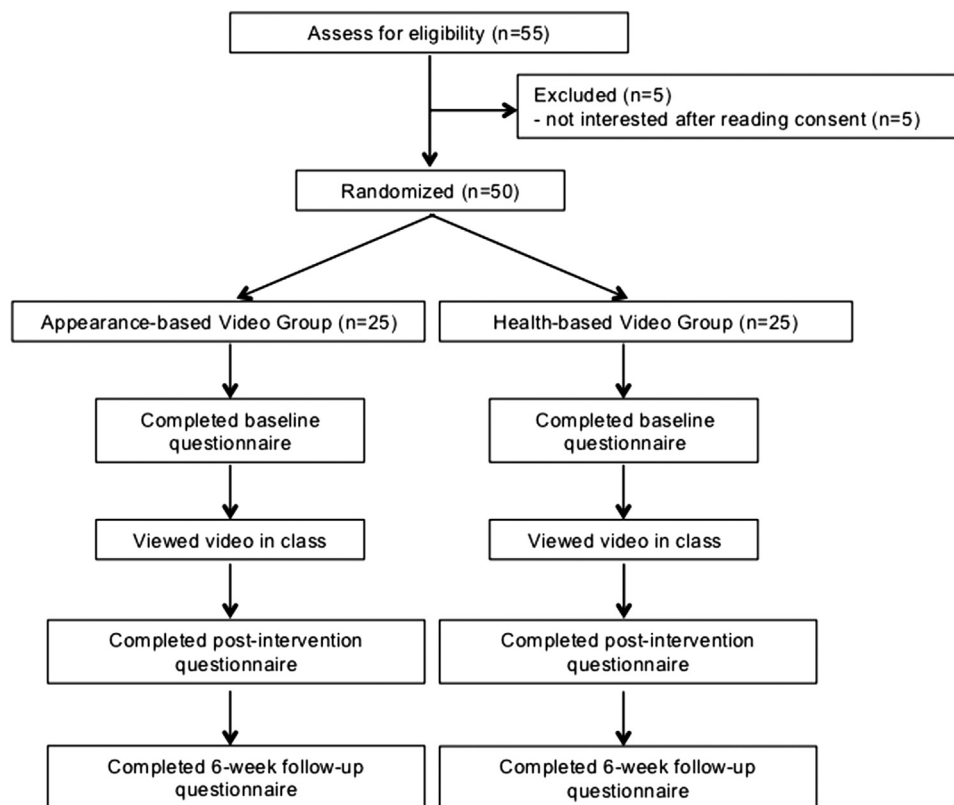 Assess for eligibility (n=55)
Excluded (n=5)
- not interested after reading consent (n=5)
Randomized (n=50)
Appearance-based Video Group (n=25)
Health-based Video Group (n=25)
Completed baseline
questionnaire
Completed baseline
questionnaire
Viewed video in class
Viewed video in class
Completed post-intervention
questionnaire
Completed post-intervention
questionnaire
Completed 6-week follow-up
questionnaire
Completed 6-week follow-up
questionnaire